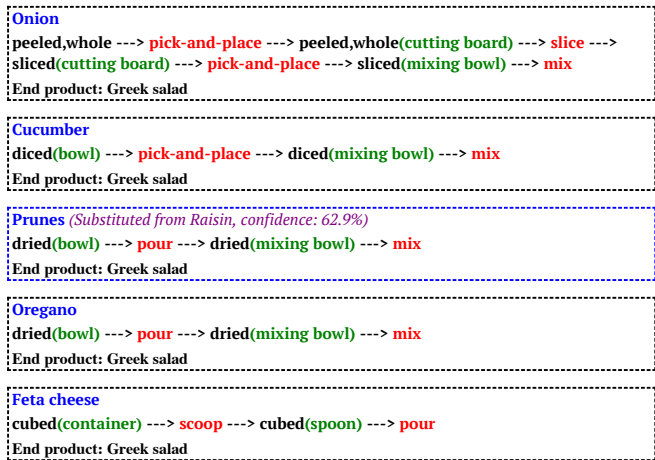 Onion
peeled,whole ---> pick-and-place ---> peeled,whole(cutting board) ---> slice --->
sliced(cutting board) ---> pick-and-place ---> sliced(mixing bowl) ---> mix
End product: Greek salad
Cucumber
diced(bowl) ---> pick-and-place ---> diced(mixing bowl) ---> mix
End product: Greek salad
Prunes (Substituted from Raisin, confidence: 62.9%)
dried(bowl) ---> pour ---> dried(mixing bowl) ---> mix
End product: Greek salad
Oregano
dried(bowl) ---> pour ---> dried(mixing bowl) ---> mix
End product: Greek salad
Feta cheese
cubed(container) ---> scoop ---> cubed(spoon) ---> pour
End product: Greek salad